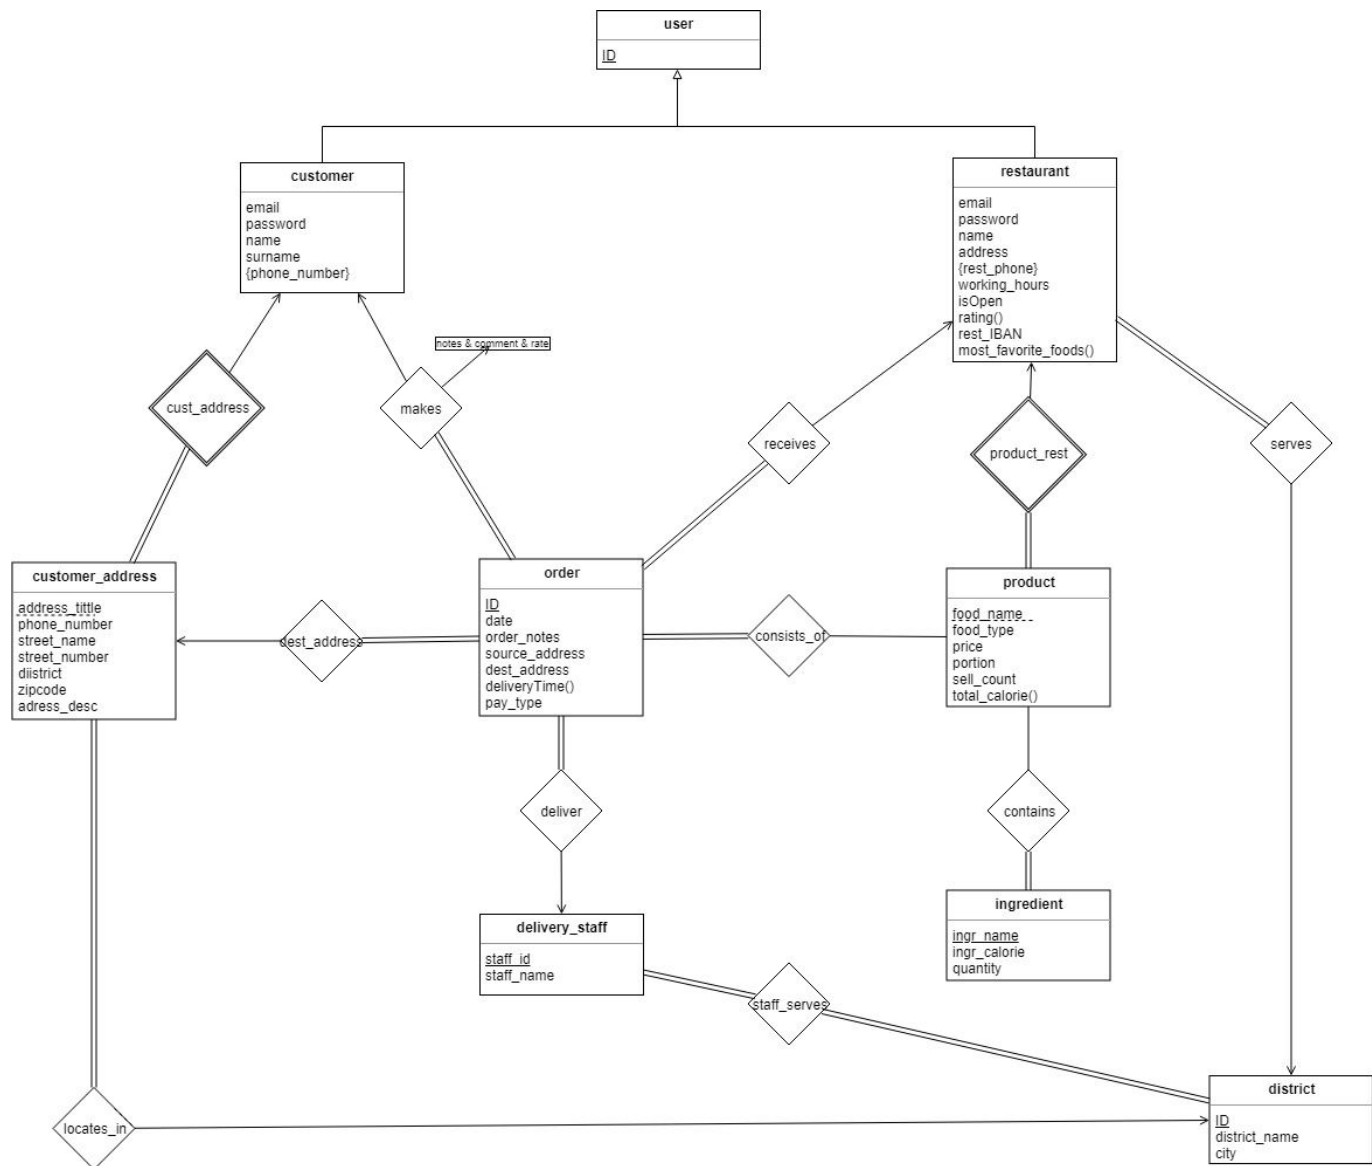 user
ID
customer
email
password
name
surname
{phone_number}
restaurant
email
password
name
address
{rest_phone}
working_hours
isOpen
rating()
rest_IBAN
most_favorite_foods()
notes & comment & rate
cust_address
makes
receives
product_rest
serves
customer_address
address_tittle
phone_number
street_name
street_number
diistrict
zipcode
adress_desc
dest_address
order
ID
date
order_notes
source_address
dest_address
deliveryTime()
pay_type
consists_of
product
food_name
food_type
price
portion
sell_count
total_calorie()
deliver
contains
delivery_staff
staff_id
staff_name
ingredient
ingr_name
ingr_calorie
quantity
staff_serves
locates_in
district
ID
district_name
city